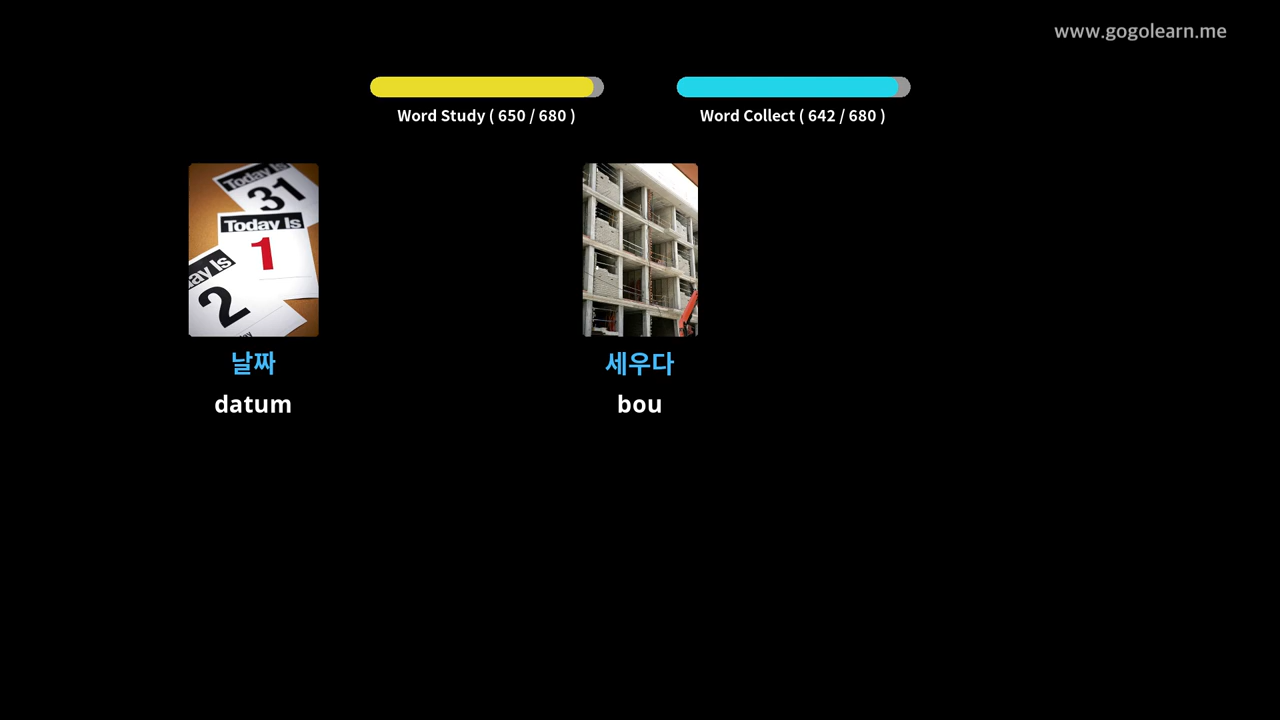 www.gogolearn.me
Word Study ( 650 / 680 )
Word Collect ( 642 / 680 )
Today Is
31
Today Is
1
ay Is
2
날짜
세우다
datum
bou